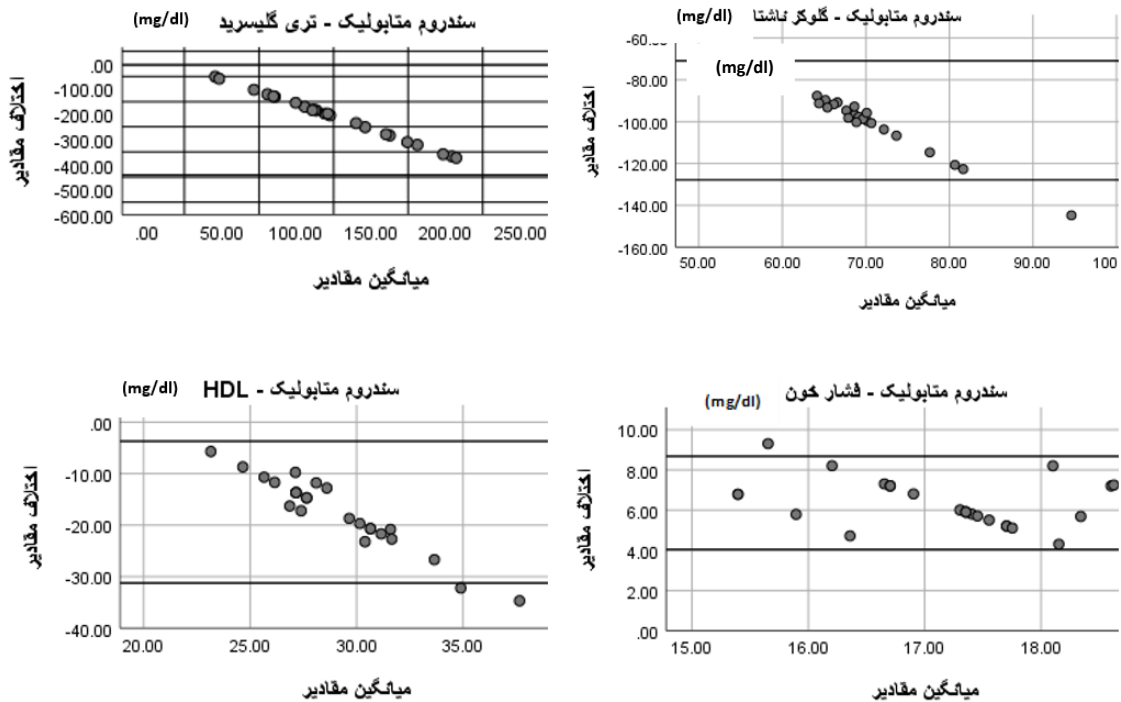 (mg/dl) سندروم متابولیک - تری گلیسرید
اختلاف مقادیر
.00
-100.00
-200.00
-300.00
-400.00
-500.00
-600.00
.00 50.00 100.00 150.00 200.00 250.00
میانگین مقادیر
(mg/dl) سندروم متابولیک - گلوکز ناشتا
(mg/dl)
اختلاف مقادیر
-60.00
-80.00
-100.00
-120.00
-140.00
-160.00
50.00 60.00 70.00 80.00 90.00 100
میانگین مقادیر
(mg/dl) سندروم متابولیک - HDL
اختلاف مقادیر
.00
-10.00
-20.00
-30.00
-40.00
20.00 25.00 30.00 35.00
میانگین مقادیر
(mg/dl) سندروم متابولیک - فشار خون
اختلاف مقادیر
10.00
8.00
6.00
4.00
2.00
.00
15.00 16.00 17.00 18.00
میانگین مقادیر